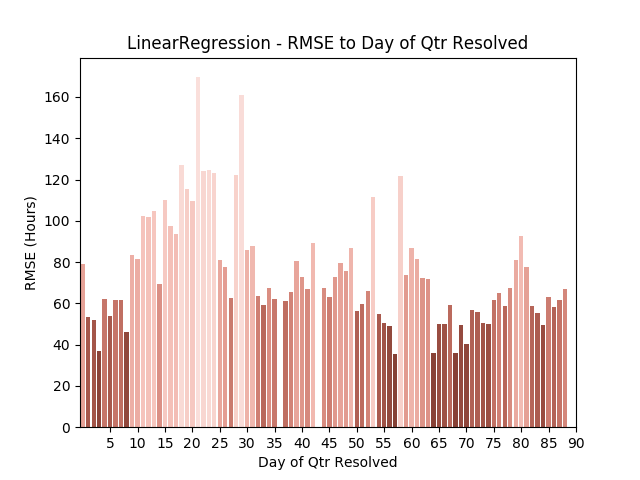 LinearRegression - RMSE to Day of Qtr Resolved
RMSE (Hours)
160
140
120
100
80
60
40
20
0
5 10 15 20 25 30 35 40 45 50 55 60 65 70 75 80 85 90
Day of Qtr Resolved